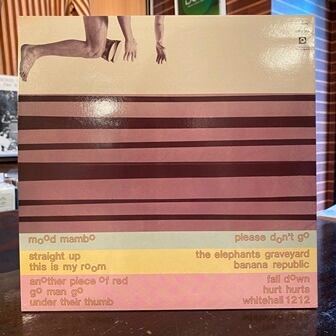 mood mambo
please don't go
straight up
the elephants graveyard
this is my room
banana republic
another piece of red
fall down
go man go
hurt hurts
under their thumb
whitehall 1212